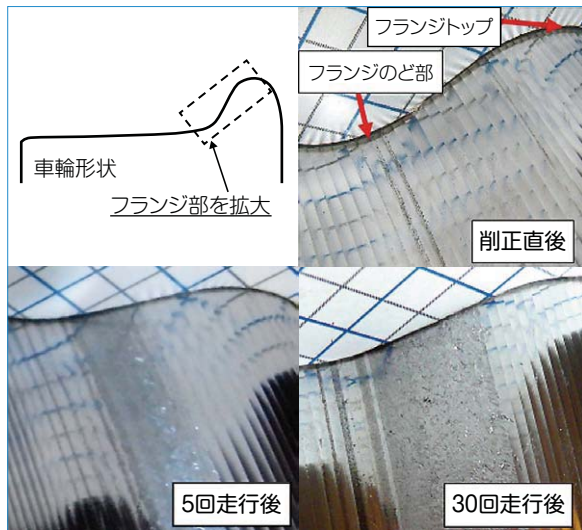 車輪形状
フランジ部を拡大
フランジトップ
フランジのど部
削正直後
5回走行後
30回走行後